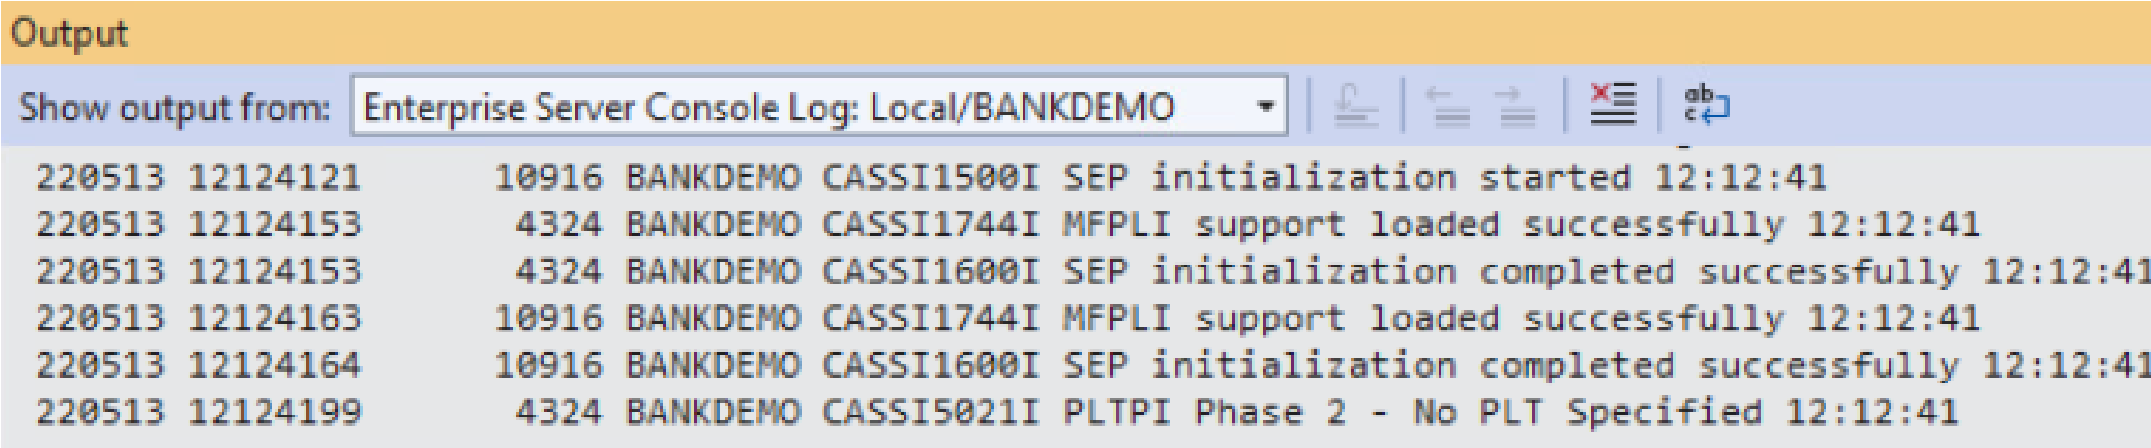 Output
Show output from: Enterprise Server Console Log: Local/BANKDEMO
220513 12124121 10916 BANKDEMO CASSI1500I SEP initialization started 12:12:41
220513 12124153 4324 BANKDEMO CASSI1744I MFPLI support loaded successfully 12:12:41
220513 12124153 4324 BANKDEMO CASSI1600I SEP initialization completed successfully 12:12:41
220513 12124163 10916 BANKDEMO CASSI1744I MFPLI support loaded successfully 12:12:41
220513 12124164 10916 BANKDEMO CASSI1600I SEP initialization completed successfully 12:12:41
220513 12124199 4324 BANKDEMO CASSI5021I PLTPI Phase 2 - No PLT Specified 12:12:41